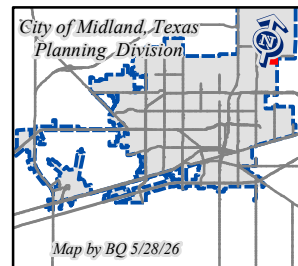 City of Midland, Texas
Planning Division
N
Map by BQ 5/28/26